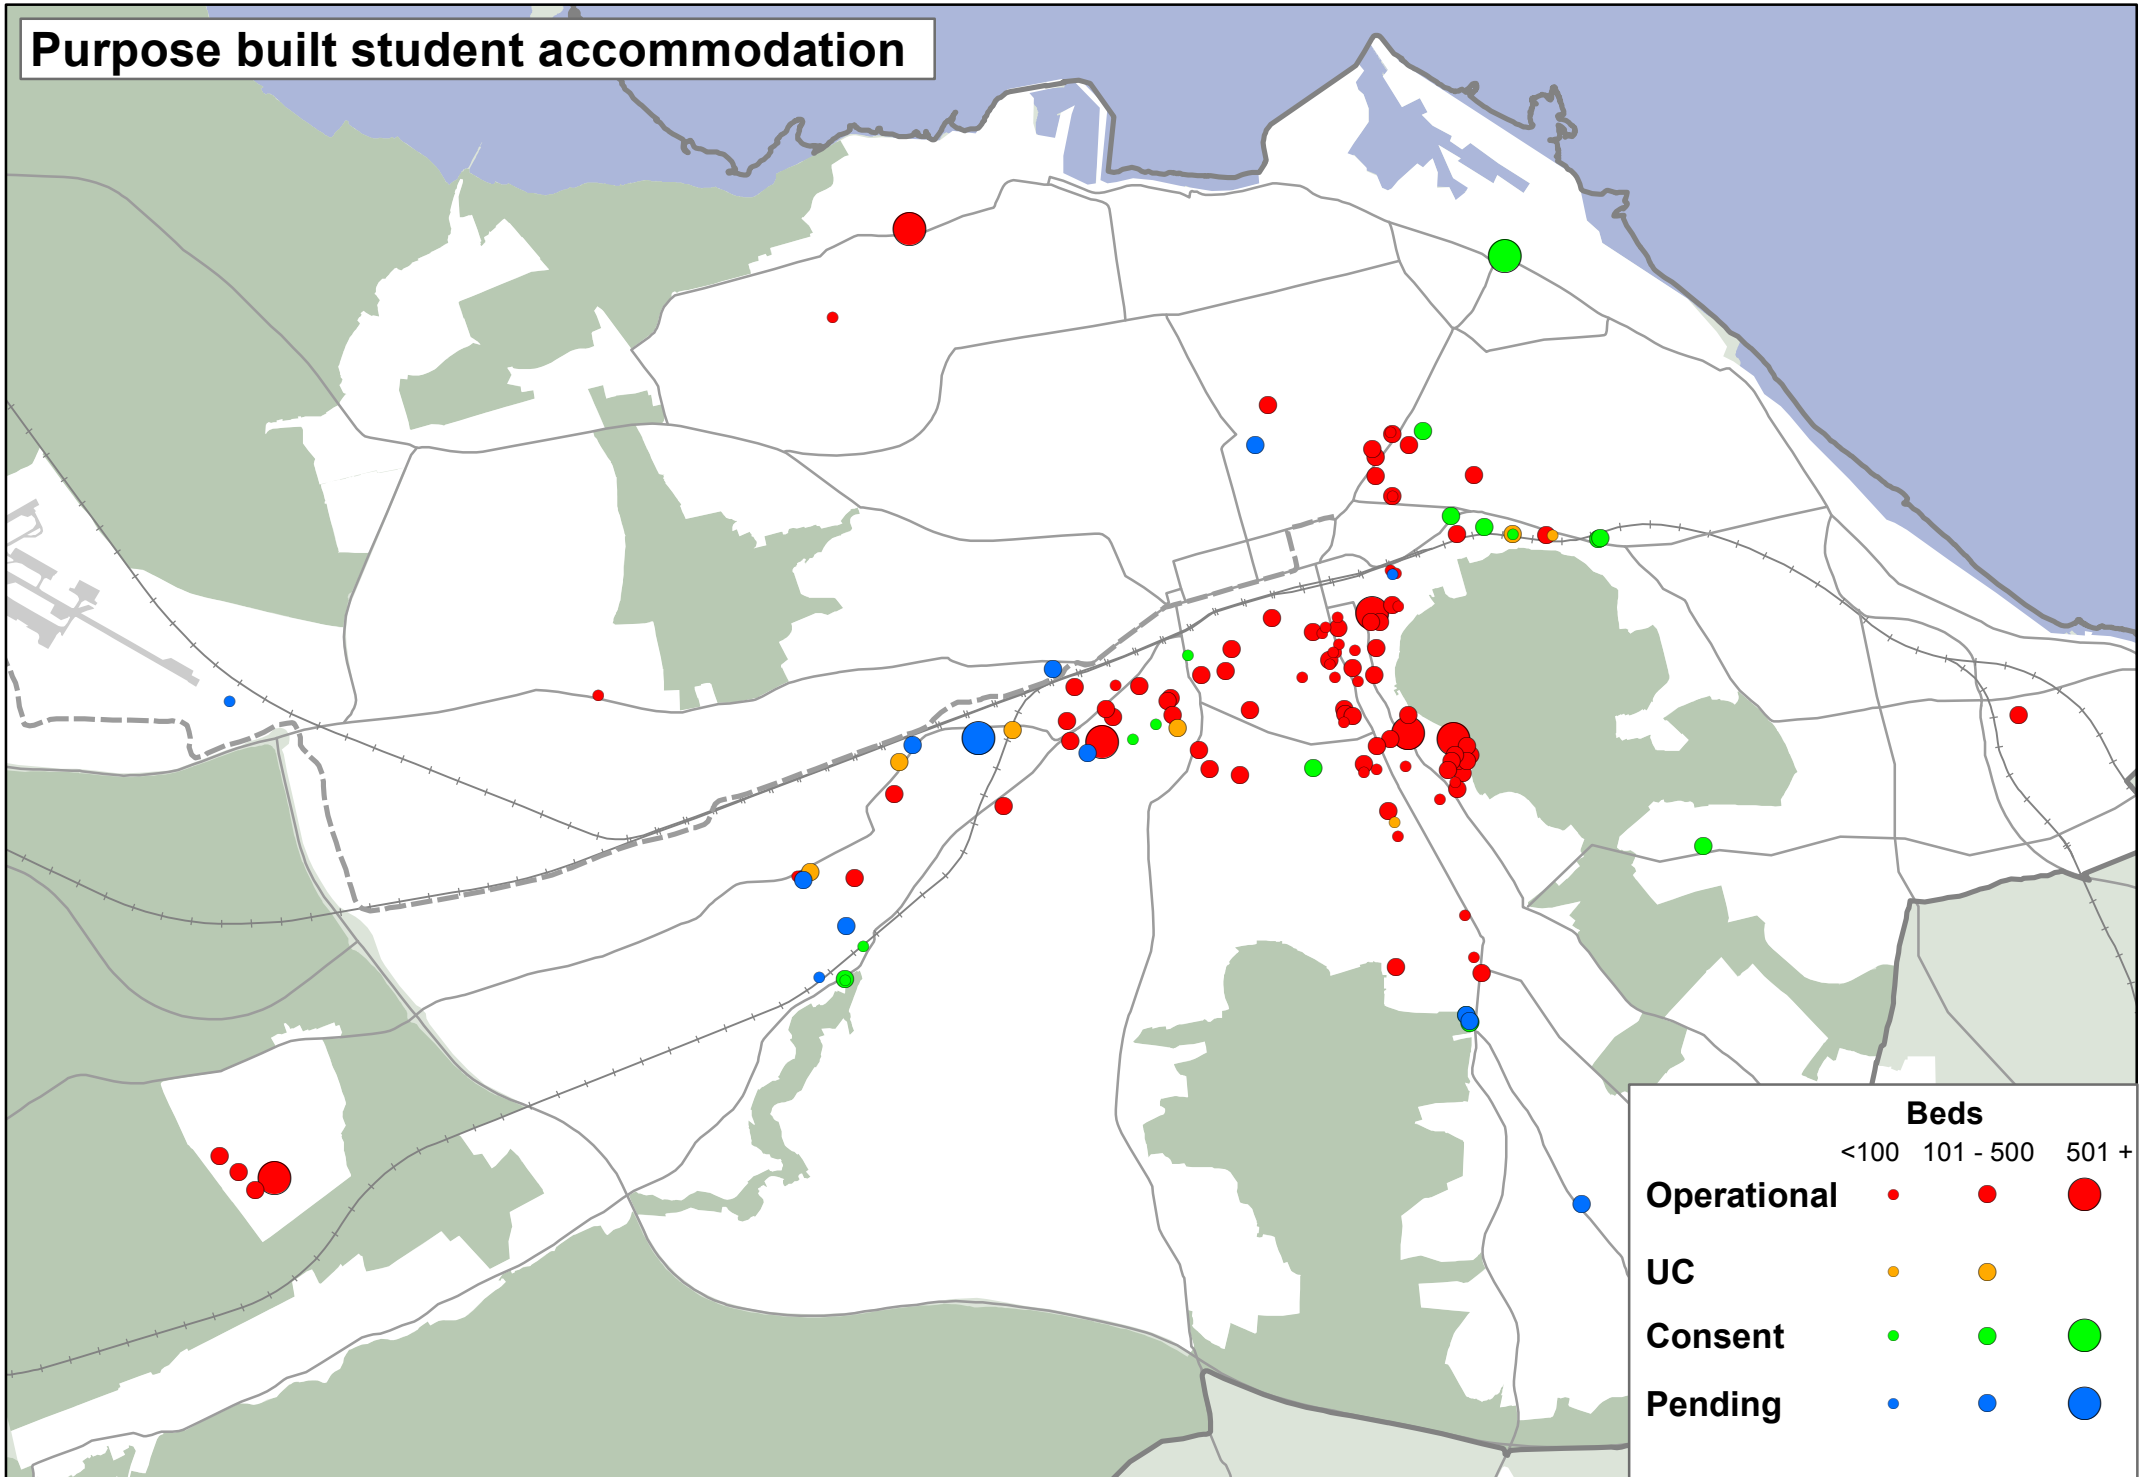 Purpose built student accommodation
Beds
<100 101 - 500 501 +
Operational
UC
Consent
Pending